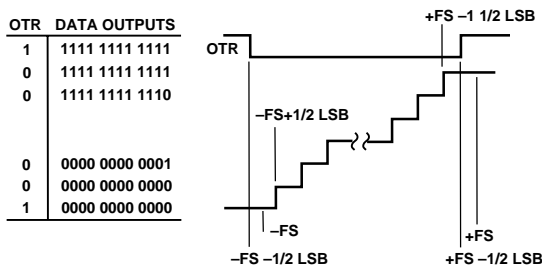 OTR DATA OUTPUTS
1 1111 1111 1111
0 1111 1111 1111
0 1111 1111 1110
0 0000 0000 0001
0 0000 0000 0000
1 0000 0000 0000
+FS –1 1/2 LSB
OTR
–FS+1/2 LSB
–FS
–FS –1/2 LSB
+FS
+FS –1/2 LSB